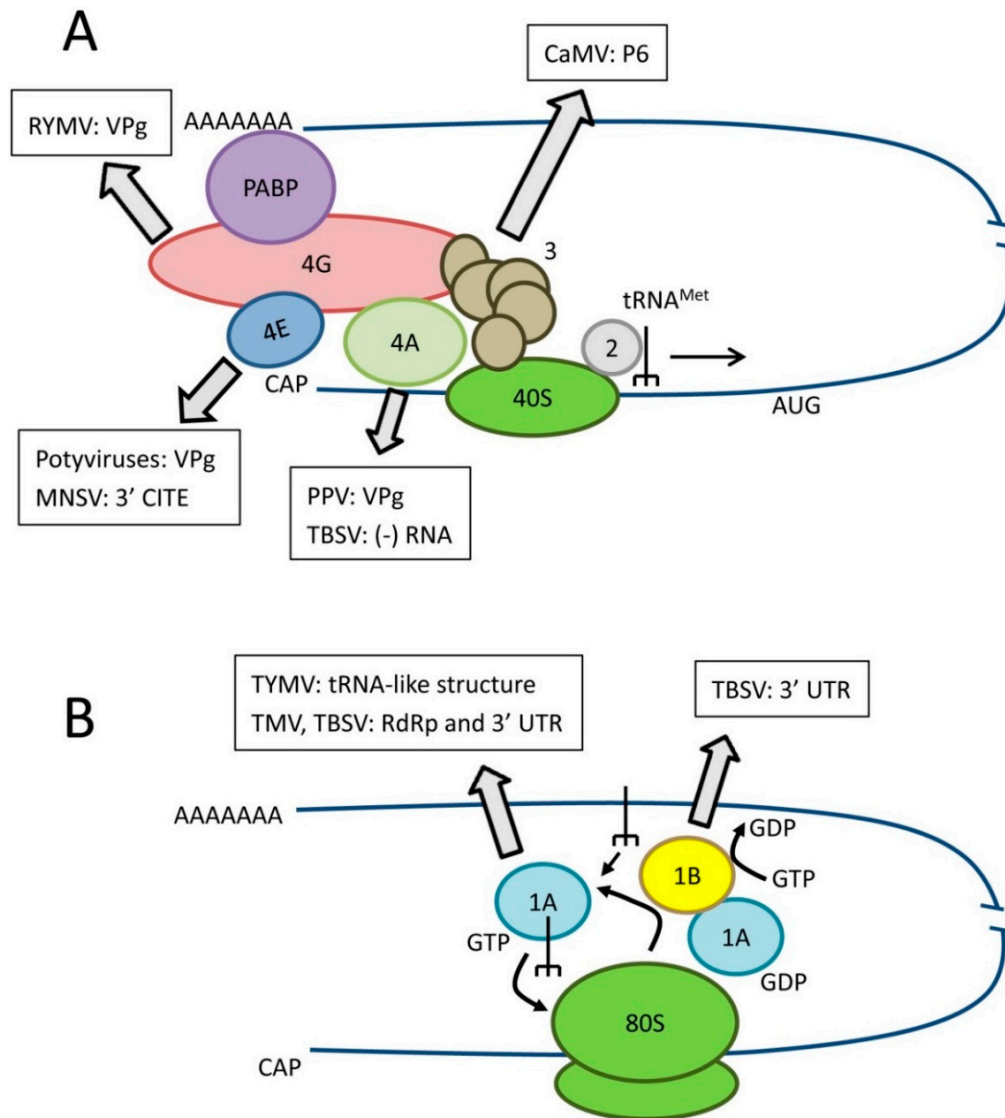 A
CaMV: P6
RYMV: VPg
AAAAAAA
PABP
4G
3
4E
4A
2
tRNAMet
CAP
40S
AUG
Potyviruses: VPg
MNSV: 3’ CITE
PPV: VPg
TBSV: (-) RNA
B
TYMV: tRNA-like structure
TMV, TBSV: RdRp and 3’ UTR
TBSV: 3’ UTR
AAAAAAA
GDP
1B
GTP
1A
1A
GTP
GDP
80S
CAP